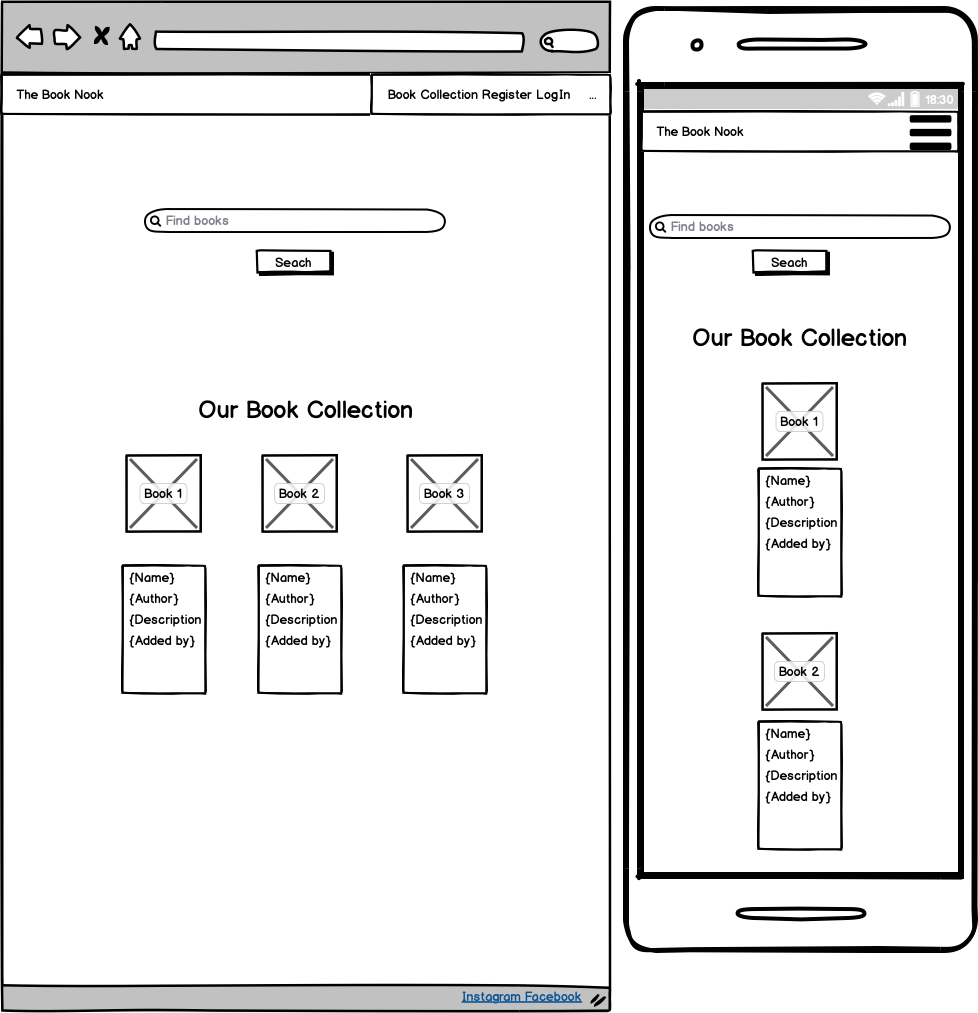 The Book Nook
Book Collection Register LogIn ...
Find books
Seach
Our Book Collection
Book 1
Book 2
Book 3
{Name}
{Author}
{Description
{Added by}
{Name}
{Author}
{Description
{Added by}
{Name}
{Author}
{Description
{Added by}
Instagram Facebook
18:30
The Book Nook
Find books
Seach
Our Book Collection
Book 1
{Name}
{Author}
{Description
{Added by}
Book 2
{Name}
{Author}
{Description
{Added by}